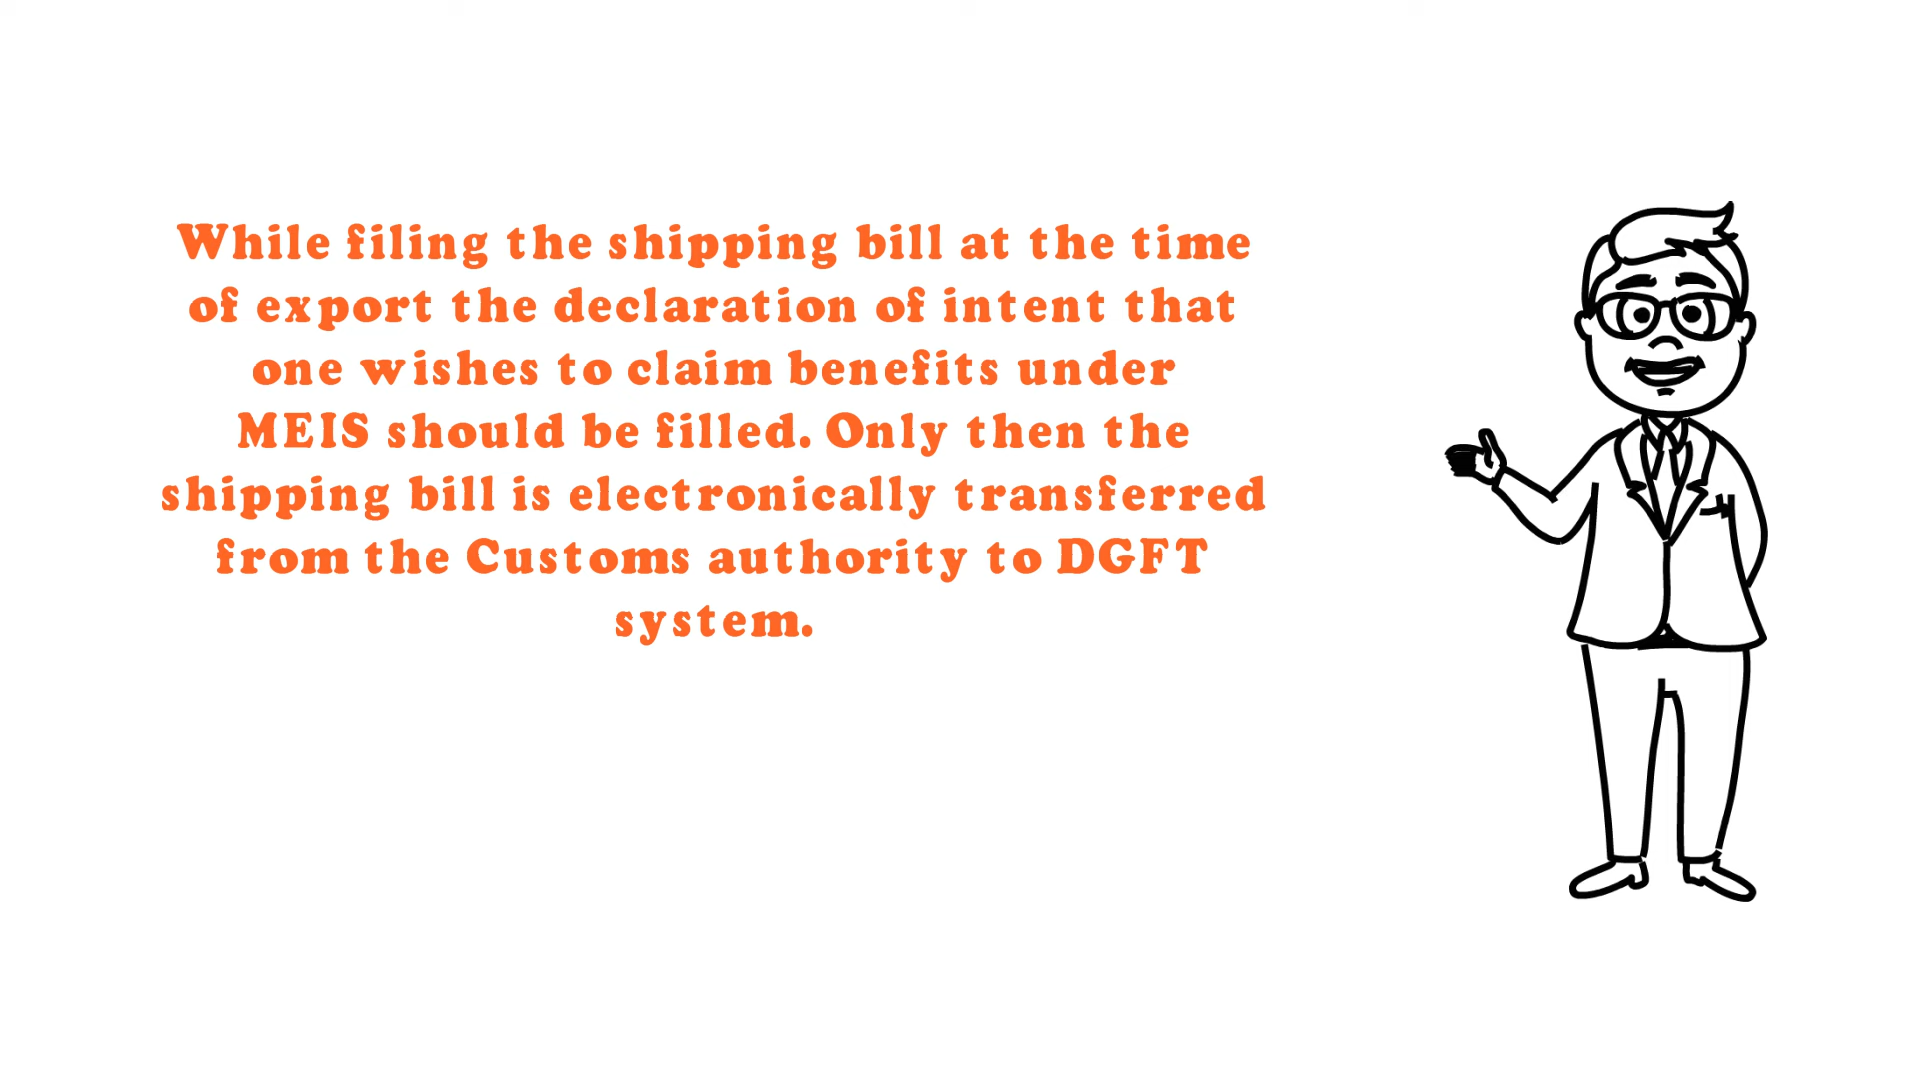 While filing the shipping bill at the time
of export the declaration of intent that
one wishes to claim benefits under
MEIS should be filled. Only then the
shipping bill is electronically transferred
from the Customs authority to DGFT
system.